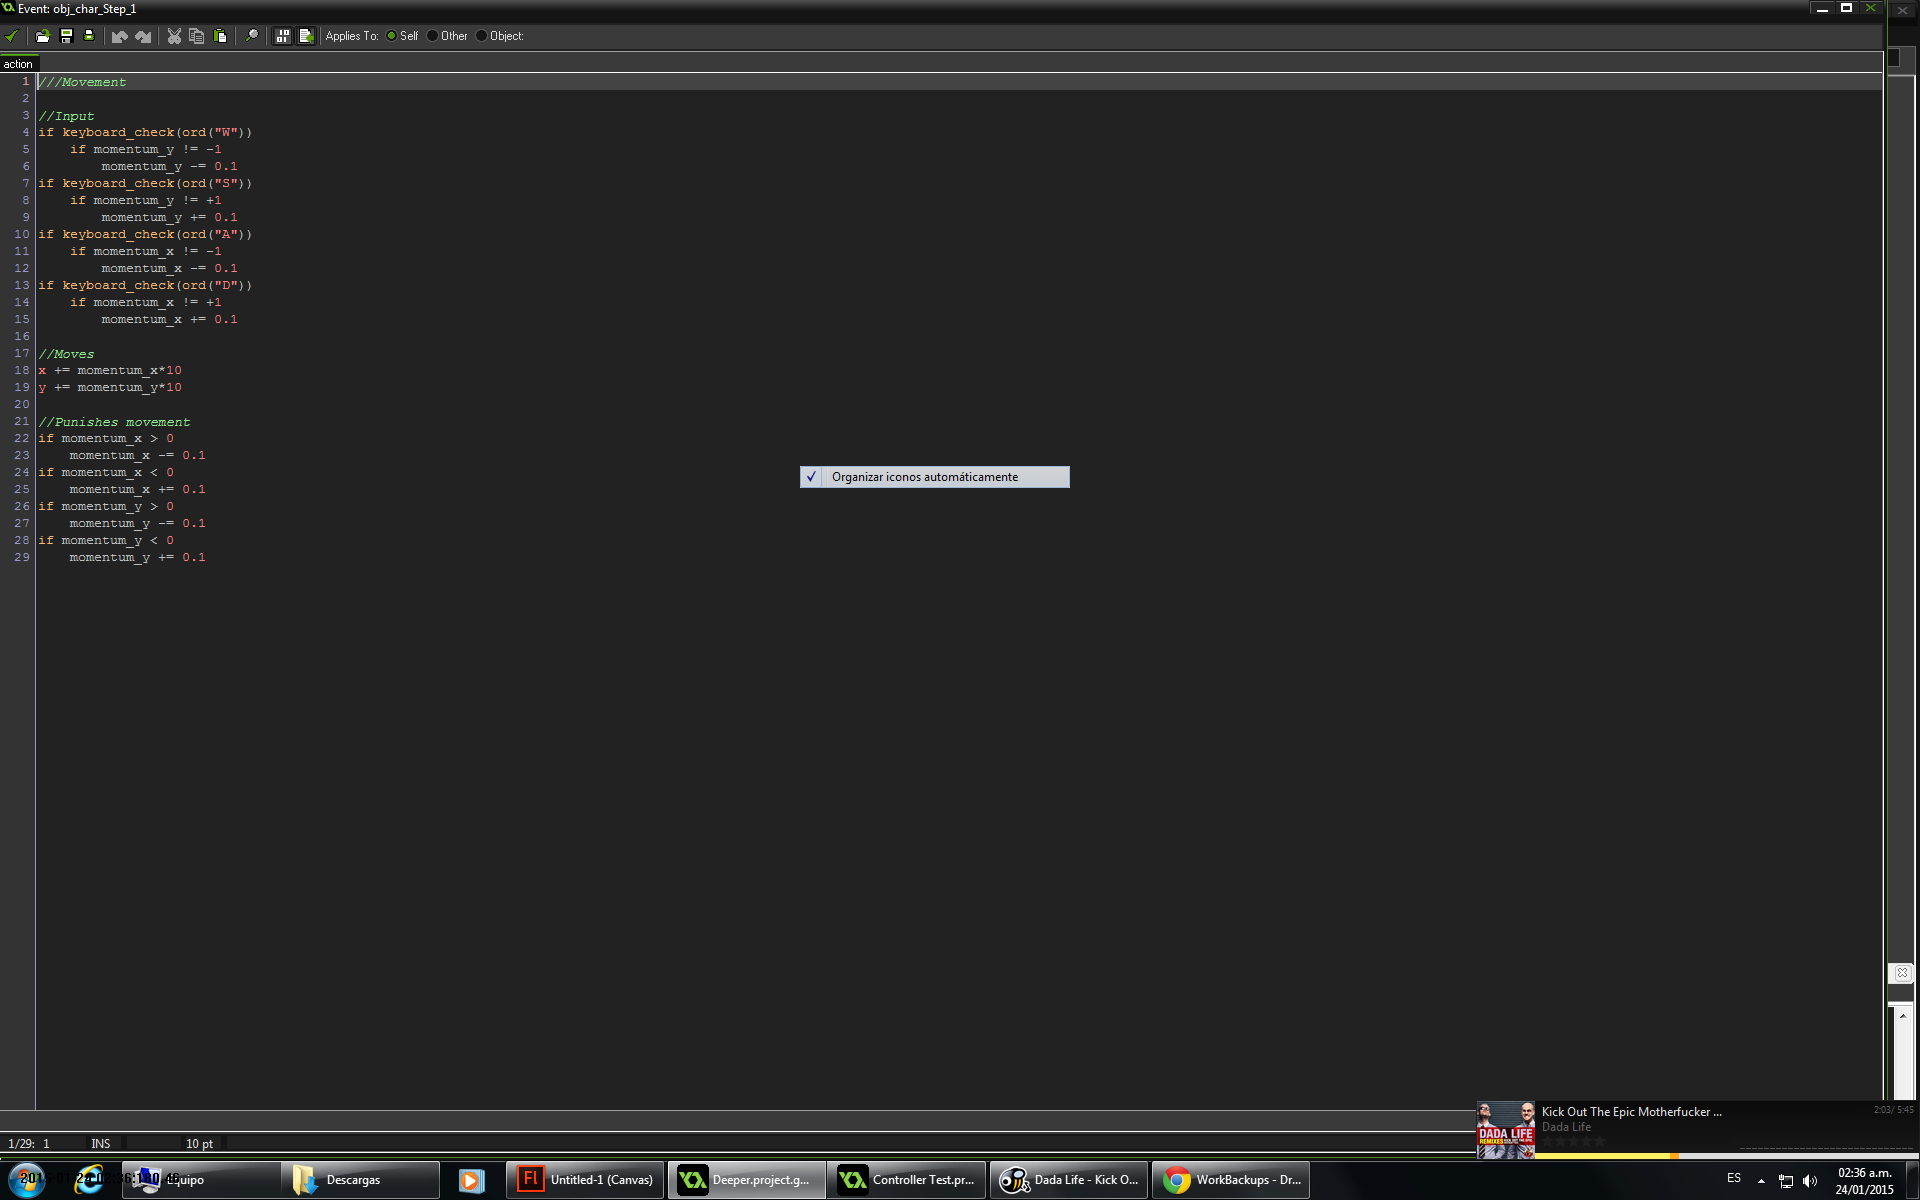 Event: obj_char_Step_1
Applies To: Self Other Object:
action
1 ///Movement
2
3 //Input
4 if keyboard_check(ord("W"))
5 if momentum_y != -1
6 momentum_y -= 0.1
7 if keyboard_check(ord("S"))
8 if momentum_y != +1
9 momentum_y += 0.1
10 if keyboard_check(ord("A"))
11 if momentum_x != -1
12 momentum_x -= 0.1
13 if keyboard_check(ord("D"))
14 if momentum_x != +1
15 momentum_x += 0.1
16
17 //Moves
18 x += momentum_x*10
19 y += momentum_y*10
20
21 //Punishes movement
22 if momentum_x > 0
23 momentum_x -= 0.1
24 if momentum_x < 0
25 momentum_x += 0.1
26 if momentum_y > 0
27 momentum_y -= 0.1
28 if momentum_y < 0
29 momentum_y += 0.1
Organizar iconos automáticamente
Kick Out The Epic Motherfucker ...
2:03/ 5:45
Dada Life
DADA LIFE
1/29: 1 INS 10 pt
Equipo
Descargas
Fl Untitled-1 (Canvas)
Deeper.project.g...
Controller Test.pr...
Dada Life - Kick O...
WorkBackups - Dr...
ES
02:36 a.m.
24/01/2015